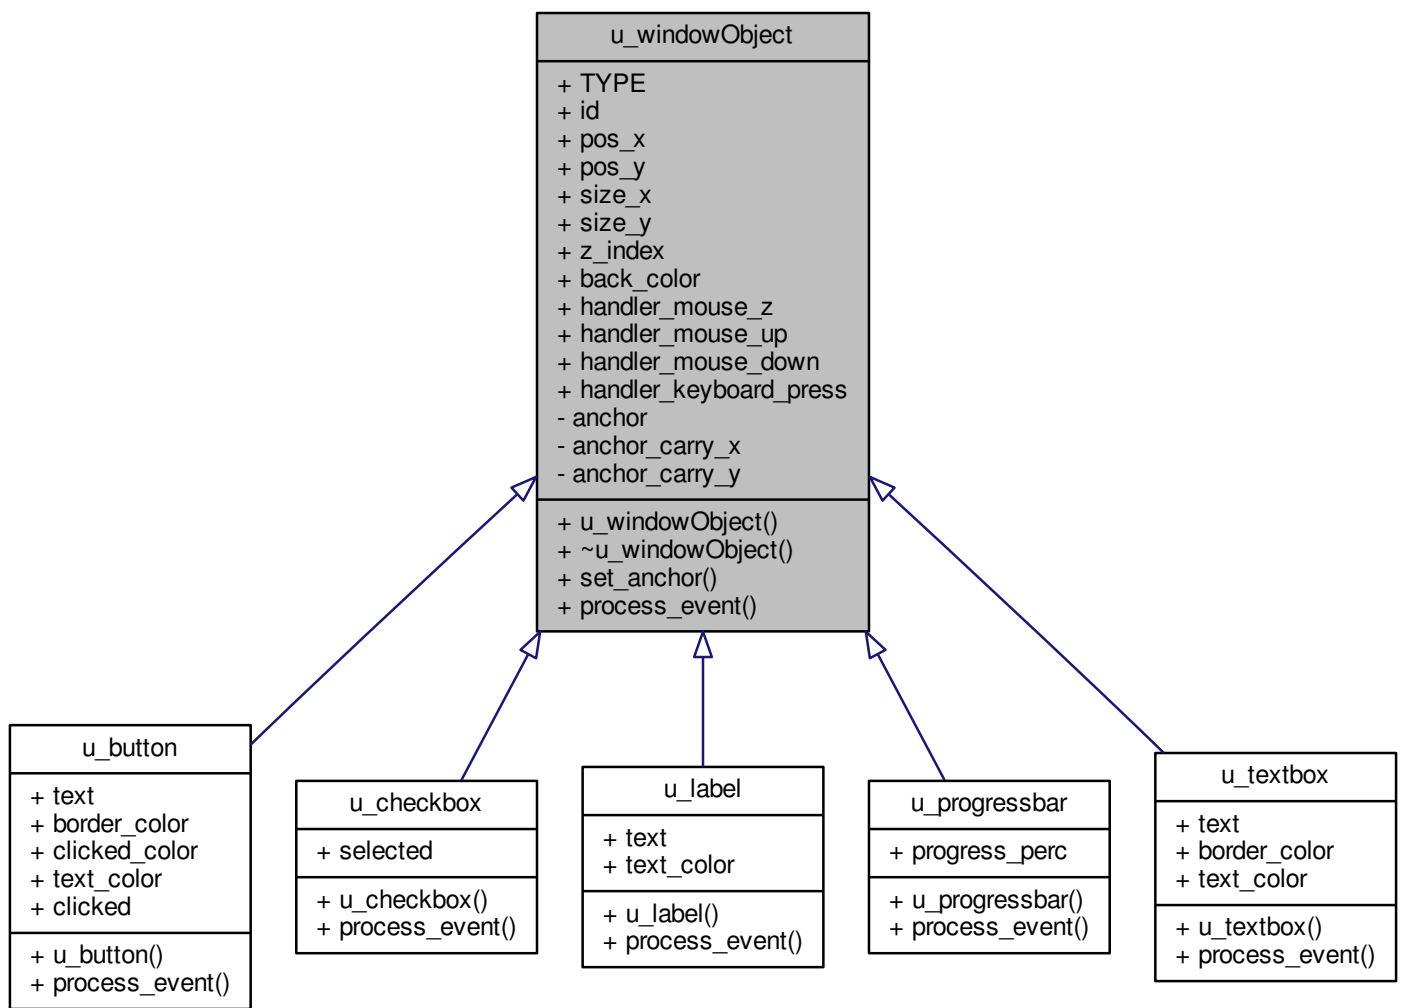 u_windowObject
+ TYPE
+ id
+ pos_x
+ pos_y
+ size_x
+ size_y
+ z_index
+ back_color
+ handler_mouse_z
+ handler_mouse_up
+ handler_mouse_down
+ handler_keyboard_press
- anchor
- anchor_carry_x
- anchor_carry_y
+ u_windowObject()
+ ~u_windowObject()
+ set_anchor()
+ process_event()
u_button
+ text
+ border_color
+ clicked_color
+ text_color
+ clicked
+ u_button()
+ process_event()
u_checkbox
+ selected
+ u_checkbox()
+ process_event()
u_label
+ text
+ text_color
+ u_label()
+ process_event()
u_progressbar
+ progress_perc
+ u_progressbar()
+ process_event()
u_textbox
+ text
+ border_color
+ text_color
+ u_textbox()
+ process_event()